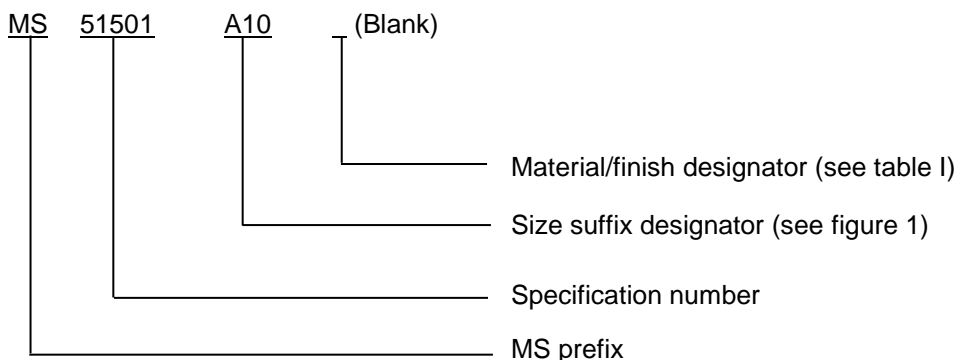 MS 51501 A10 _ (Blank)
Material/finish designator (see table I)
Size suffix designator (see figure 1)
Specification number
MS prefix